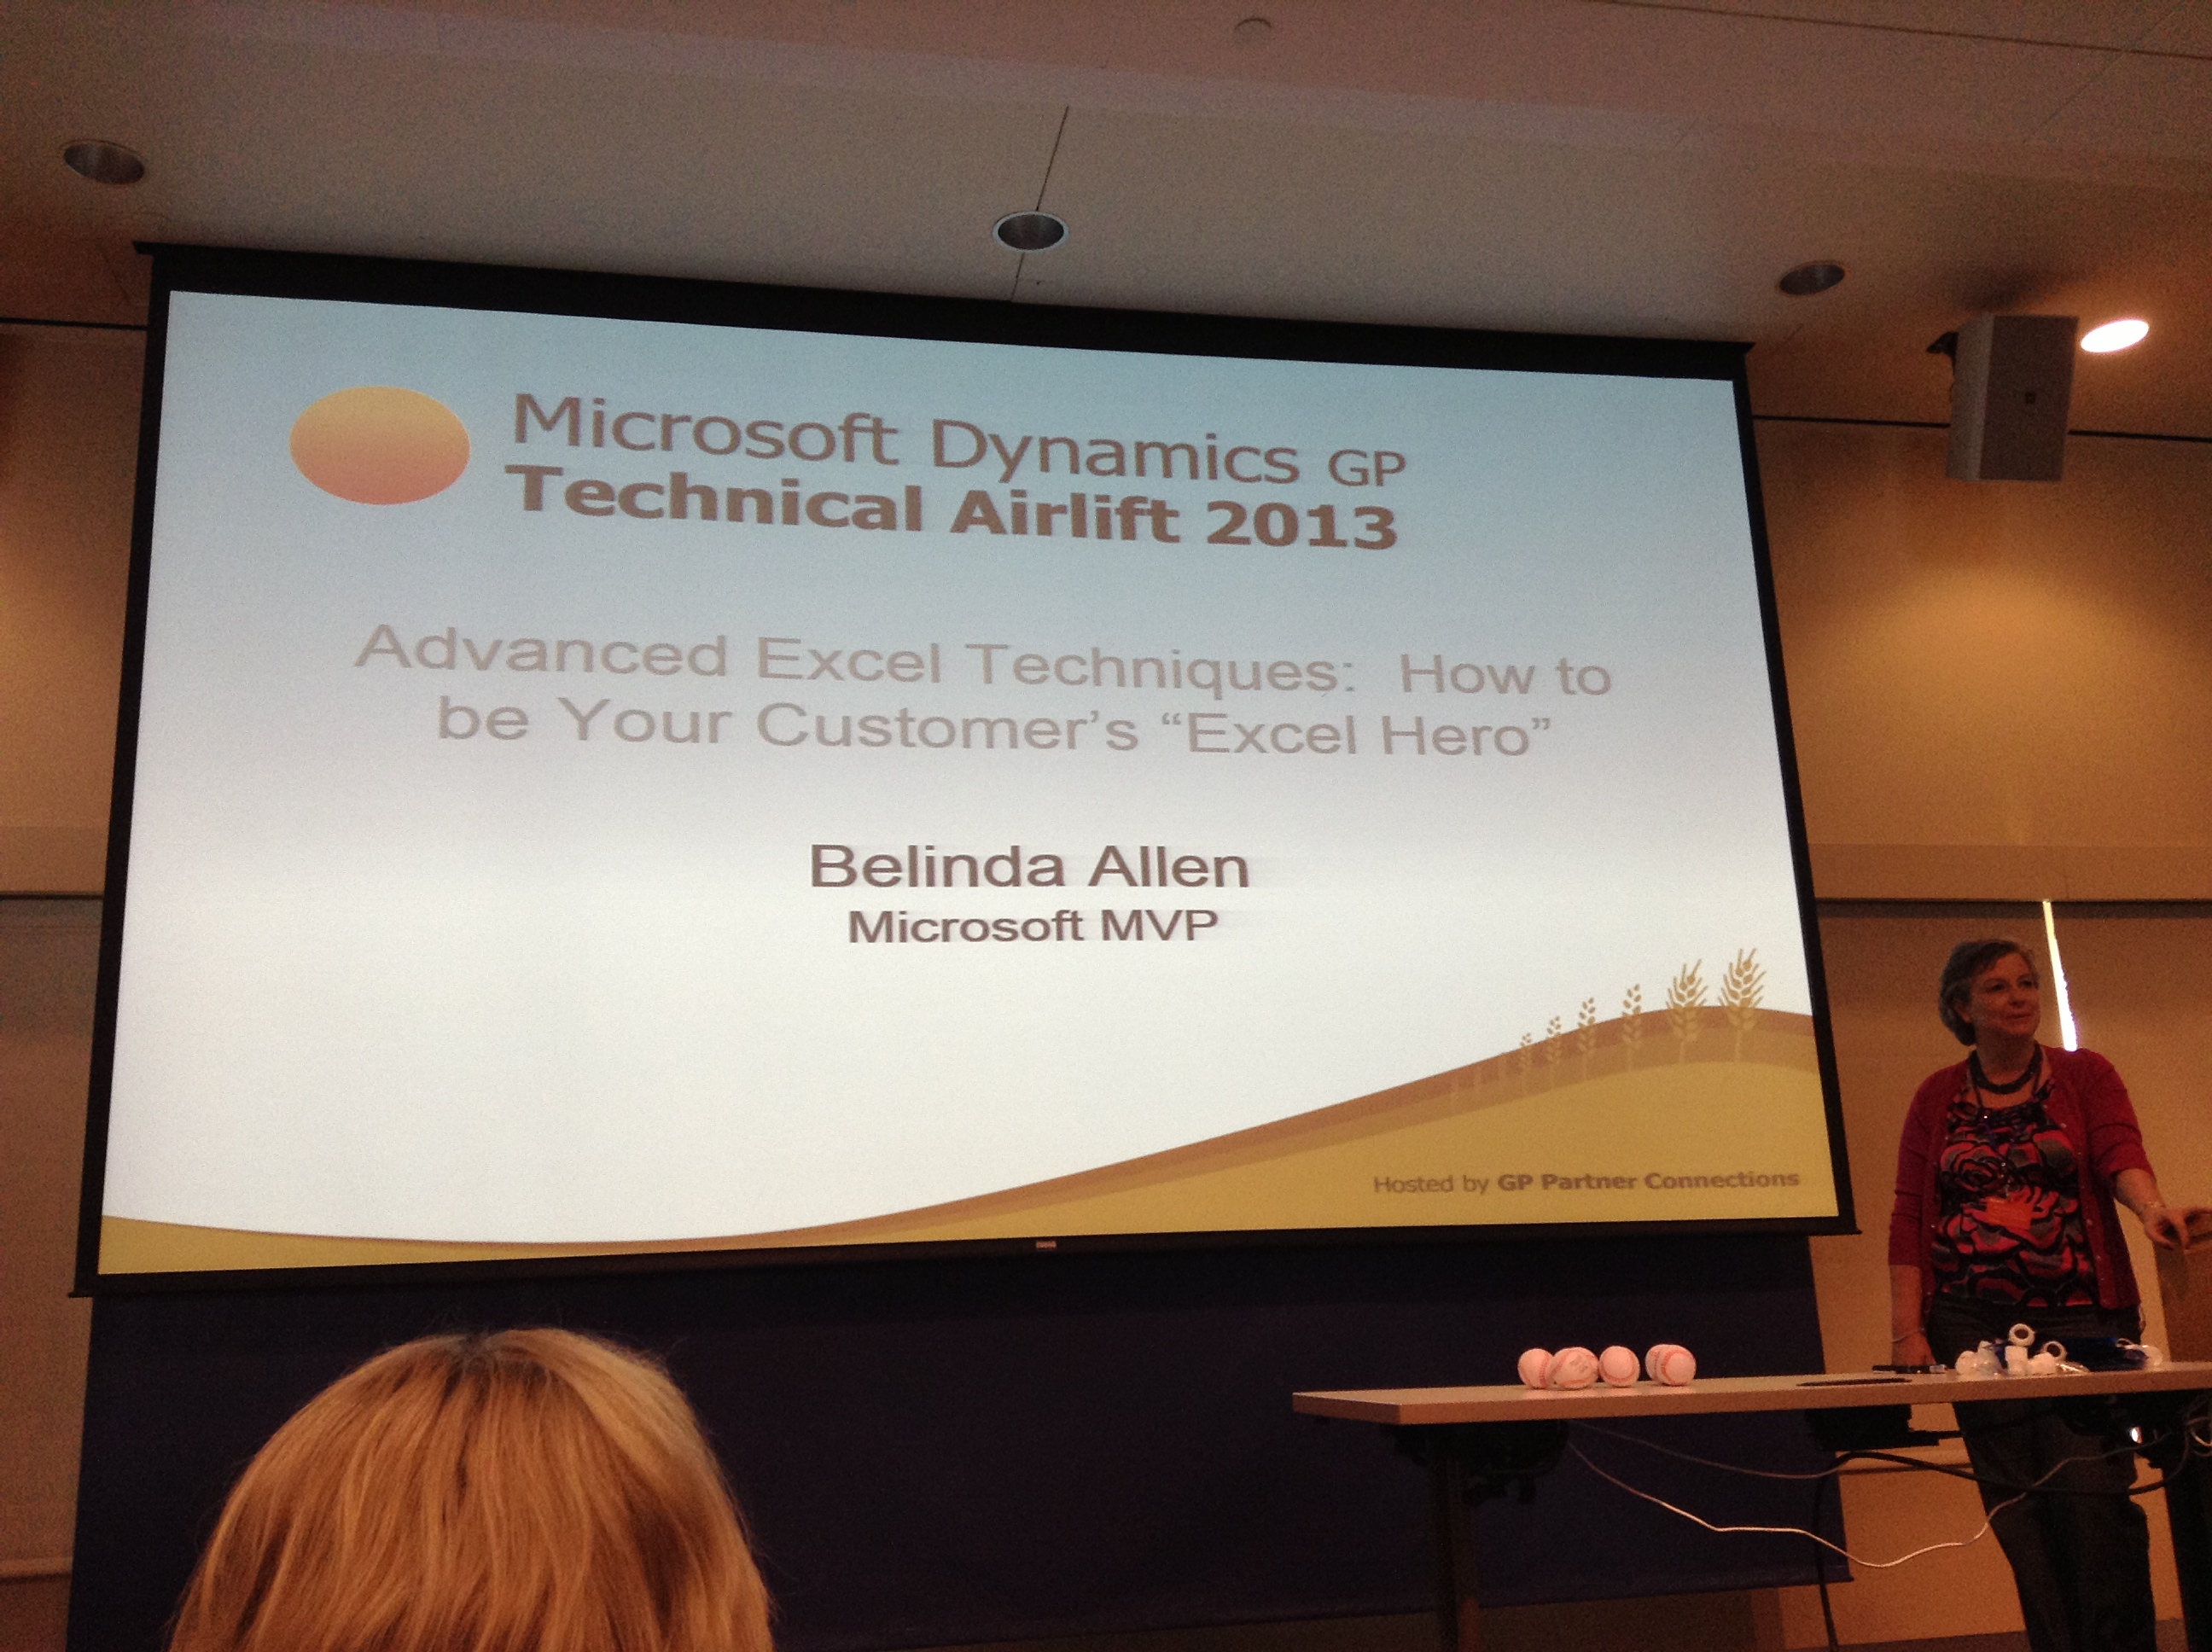 Microsoft Dynamics GP
Technical Airlift 2013
Advanced Excel Techniques: How to
be Your Customer’s “Excel Hero”
Belinda Allen
Microsoft MVP
Hosted by GP Partner Connections